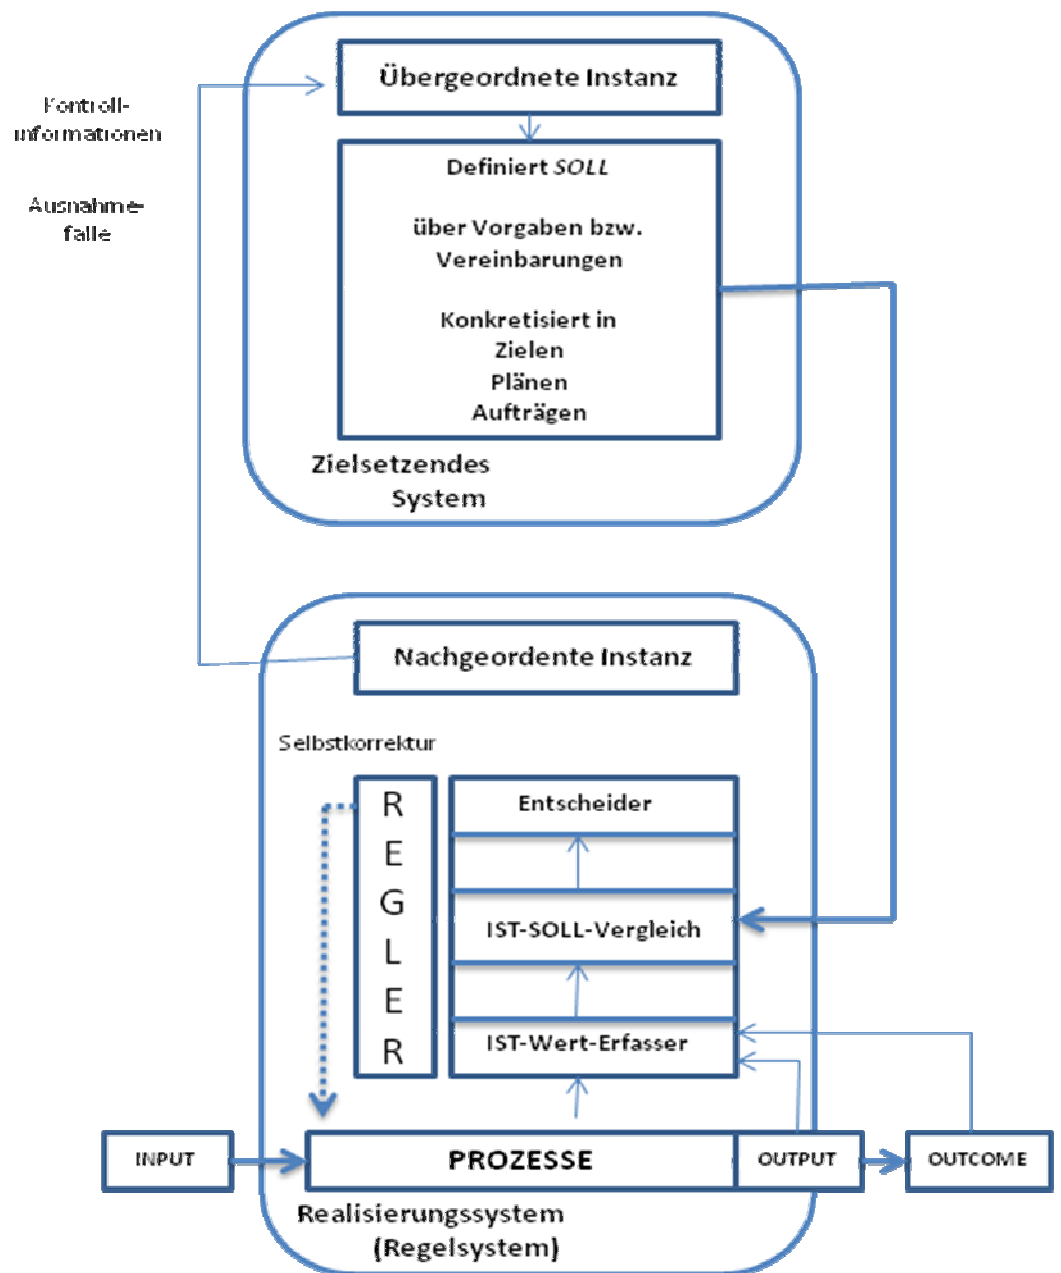 Übergeordnete Instanz
Kontroll-
informationen
Ausnahme-
fälle
Definiert SOLL
über Vorgaben bzw.
Vereinbarungen
Konkretisiert in
Zielen
Plänen
Aufträgen
Zielsetzendes
System
Nachgeordente Instanz
Selbstkorrektur
R
E
G
L
E
R
Entscheider
IST-SOLL-Vergleich
IST-Wert-Erfasser
INPUT
PROZESSE
OUTPUT
OUTCOME
Realisierungssystem
(Regelsystem)